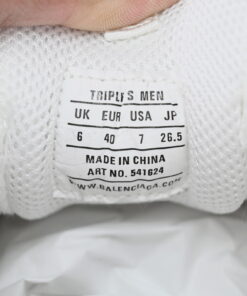 TRIPLE S MEN
UK EUR USA JP
6 40 7 26.5
MADE IN CHINA
ART NO. 541624
WWW.BALENCIAGA.COM